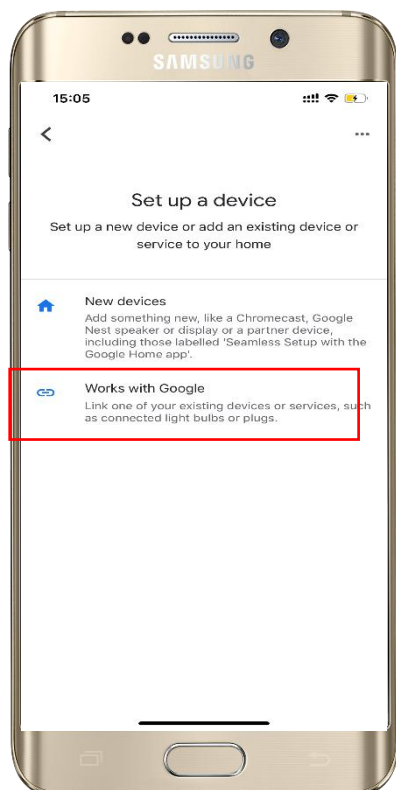 SAMSUNG
15:05
Set up a device
Set up a new device or add an existing device or
service to your home
New devices
Add something new, like a Chromecast, Google
Nest speaker or display or a partner device,
including those labelled 'Seamless Setup with the
Google Home app'.
Works with Google
Link one of your existing devices or services, such
as connected light bulbs or plugs.